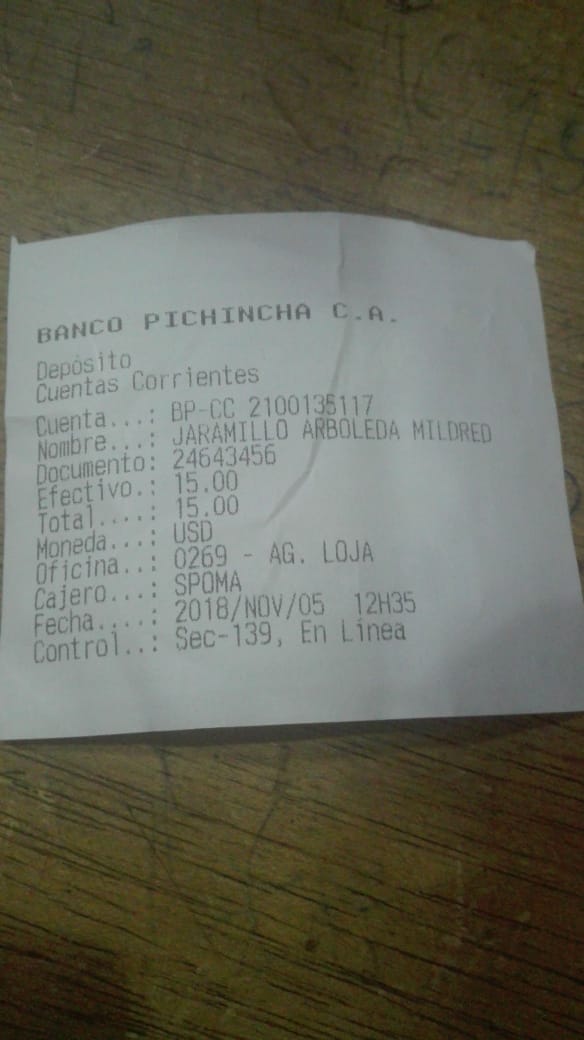 BANCO PICHINCHA C.A.
Depósito
Cuentas Corrientes
Cuenta...: BP-CC 2100135117
Nombre...: JARAMILLO ARBOLEDA MILDRED
Documento: 24643456
Efectivo.: 15.00
Total....: 15.00
Moneda...: USD
Oficina..: 0269 - AG. LOJA
Cajero...: SPOMA
Fecha....: 2018/NOV/05 12H35
Control..: Sec-139, En Línea